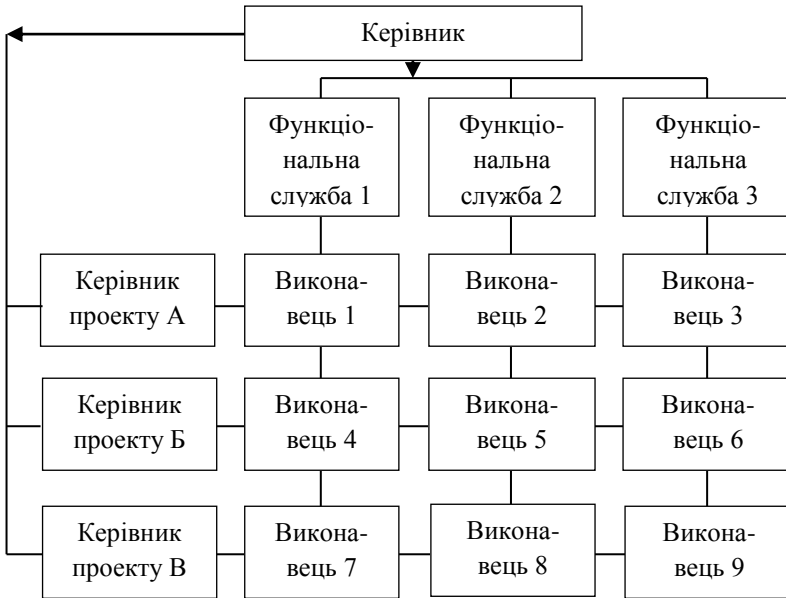 Керівник
Функціо-
нальна
служба 1
Функціо-
нальна
служба 2
Функціо-
нальна
служба 3
Керівник
проекту А
Викона-
вець 1
Викона-
вець 2
Викона-
вець 3
Керівник
проекту Б
Викона-
вець 4
Викона-
вець 5
Викона-
вець 6
Керівник
проекту В
Викона-
вець 7
Викона-
вець 8
Викона-
вець 9